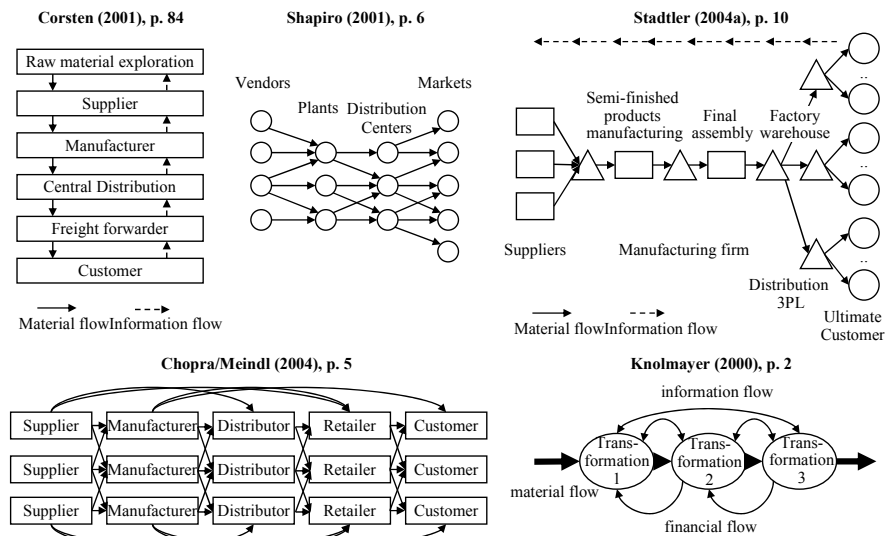 Corsten (2001), p. 84
Raw material exploration
Supplier
Manufacturer
Central Distribution
Freight forwarder
Customer
Material flow Information flow
Shapiro (2001), p. 6
Vendors
Markets
Plants
Distribution
Centers
Stadtler (2004a), p. 10
Semi-finished
products
manufacturing
Final
assembly
Factory
warehouse
..
..
..
Suppliers
Manufacturing firm
Distribution
3PL
Ultimate
Customer
Material flow Information flow
Chopra/Meindl (2004), p. 5
Supplier Manufacturer Distributor Retailer Customer
Supplier Manufacturer Distributor Retailer Customer
Supplier Manufacturer Distributor Retailer Customer
Knolmayer (2000), p. 2
information flow
Trans-
formation
1
Trans-
formation
2
Trans-
formation
3
material flow
financial flow